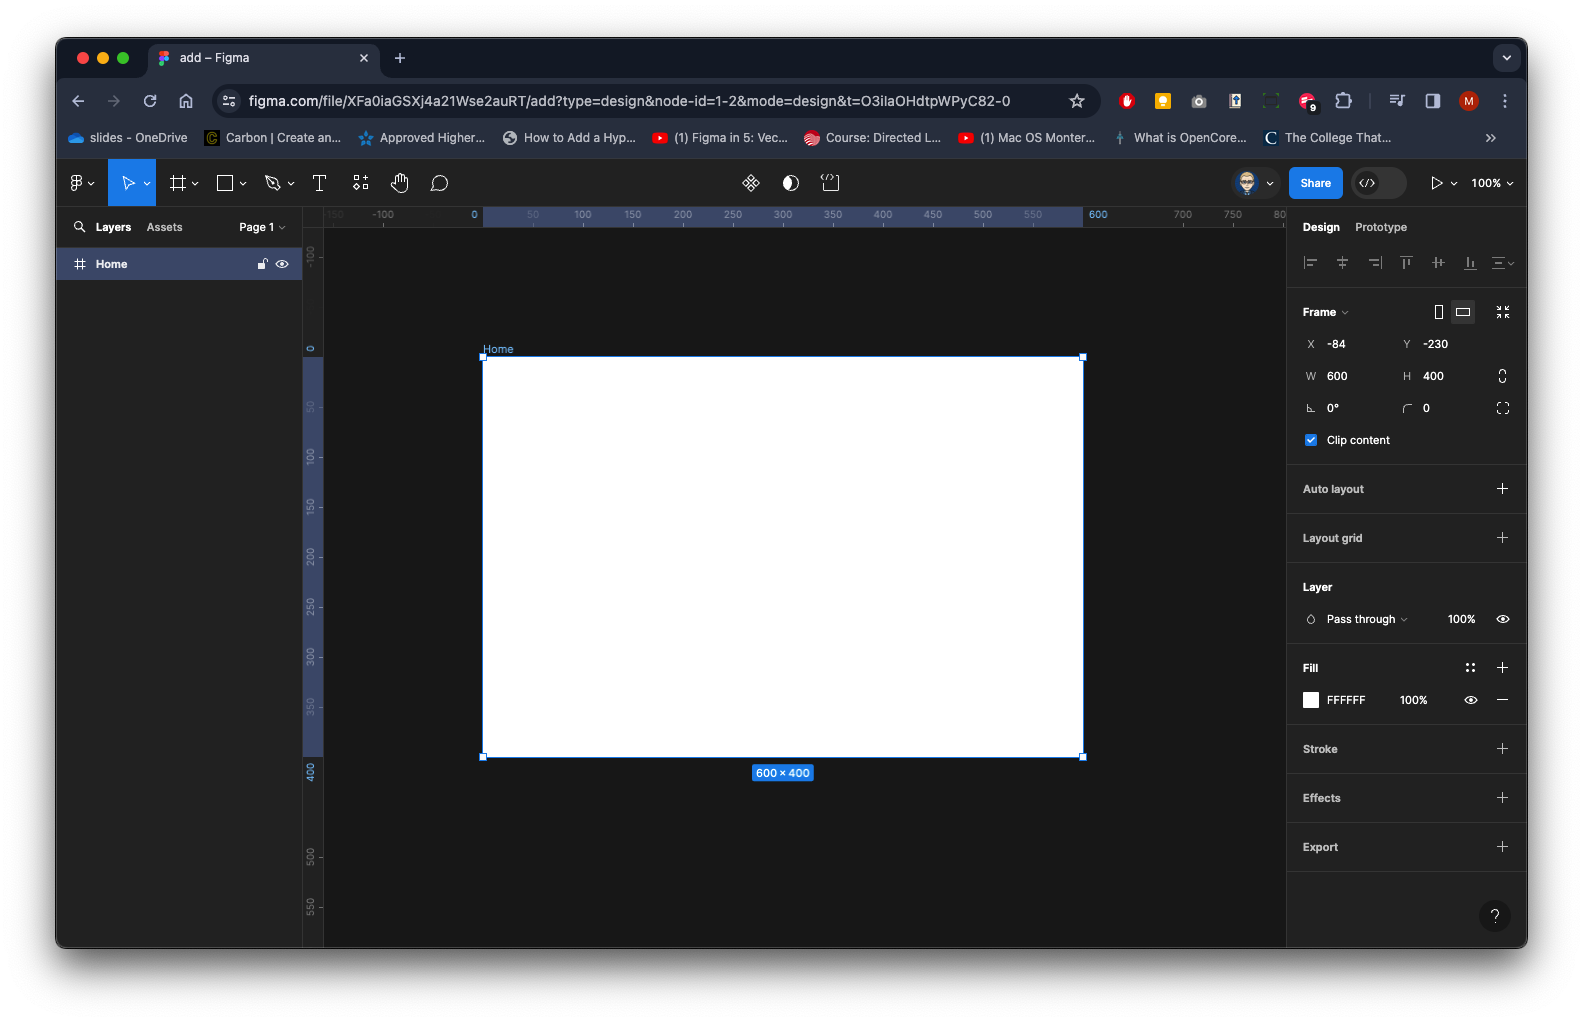 add – Figma
figma.com/file/XFa0iaGSXj4a21Wse2auRT/add?type=design&node-id=1-2&mode=design&t=O3ilaOHdtpWPyC82-0
9
M
slides - OneDrive
Carbon | Create an...
Approved Higher...
How to Add a Hyp...
(1) Figma in 5: Vec...
Course: Directed L...
(1) Mac OS Monter...
What is OpenCore...
The College That...
Share
100%
Layers Assets Page 1
Home
-150 -100 0 50 100 150 200 250 300 350 400 450 500 550 600 700 750 80
-100
0
50
100
150
200
250
300
350
400
500
550
Home
600 × 400
Design Prototype
Frame
X -84 Y -230
W 600 H 400
0° 0
Clip content
Auto layout
Layout grid
Layer
Pass through 100%
Fill
FFFFFF 100%
Stroke
Effects
Export
?